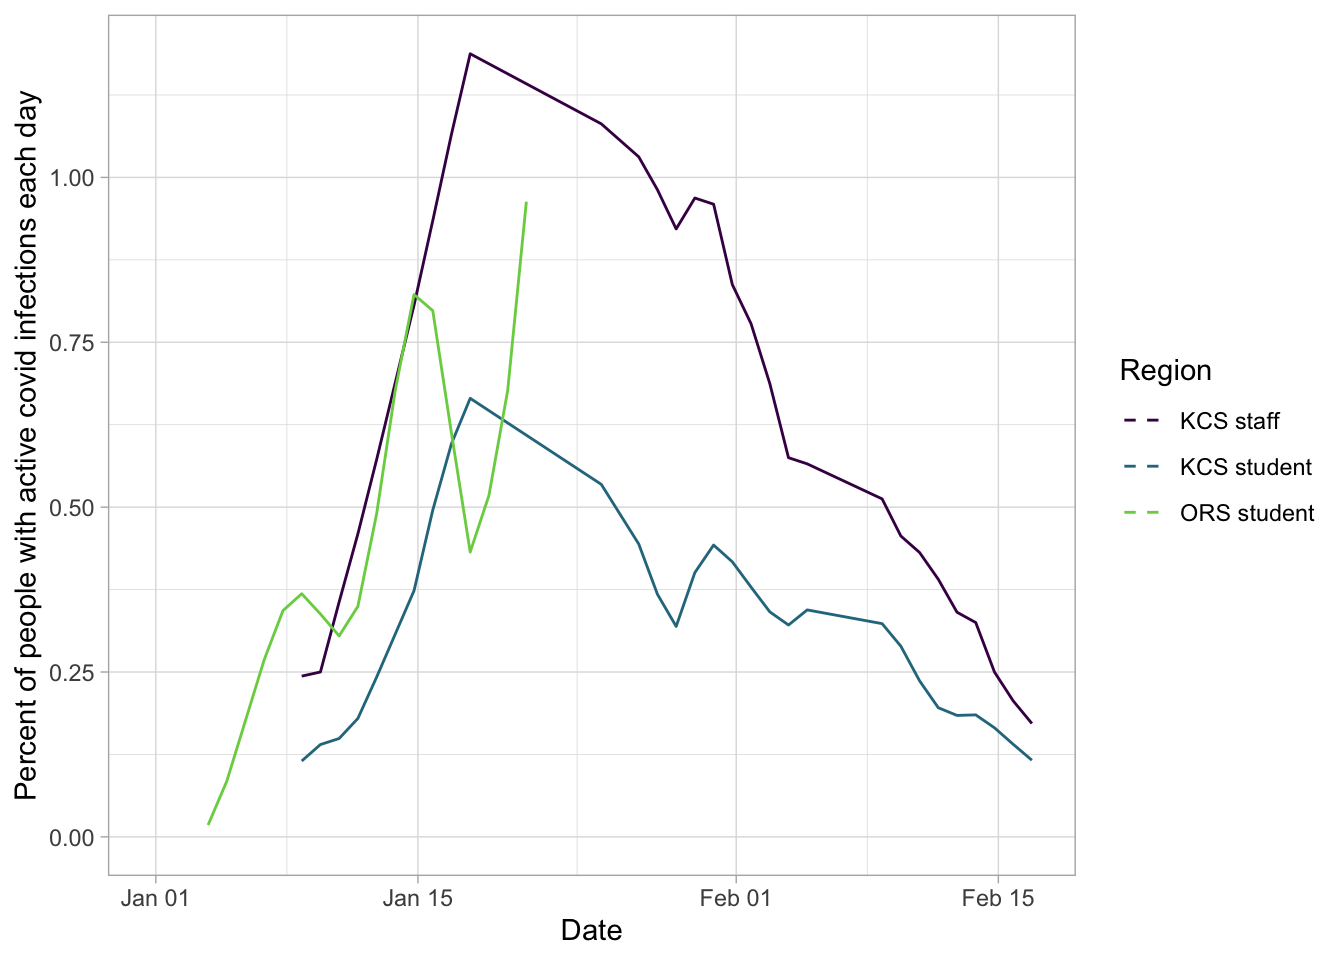 Percent of people with active covid infections each day
1.00
0.75
0.50
0.25
0.00
Jan 01
Jan 15
Feb 01
Feb 15
Date
Region
KCS staff
KCS student
ORS student